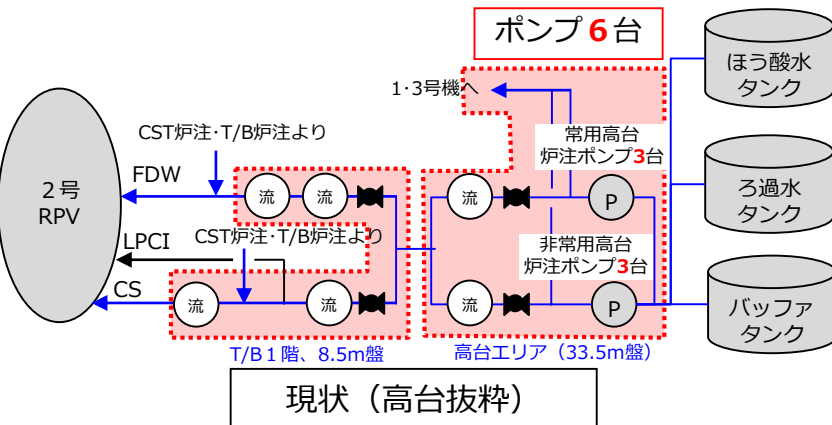 ポンプ6台
ほう酸水
タンク
1・3号機へ
CST炉注・T/B炉注より
常用高台
炉注ポンプ3台
FDW
2号
RPV
流
流
流
P
ろ過水
タンク
LPCI
CST炉注・T/B炉注より
非常用高台
炉注ポンプ3台
CS
流
流
流
P
バッファ
タンク
T/B1階、8.5m盤
高台エリア（33.5m盤）
現状（高台抜粋）